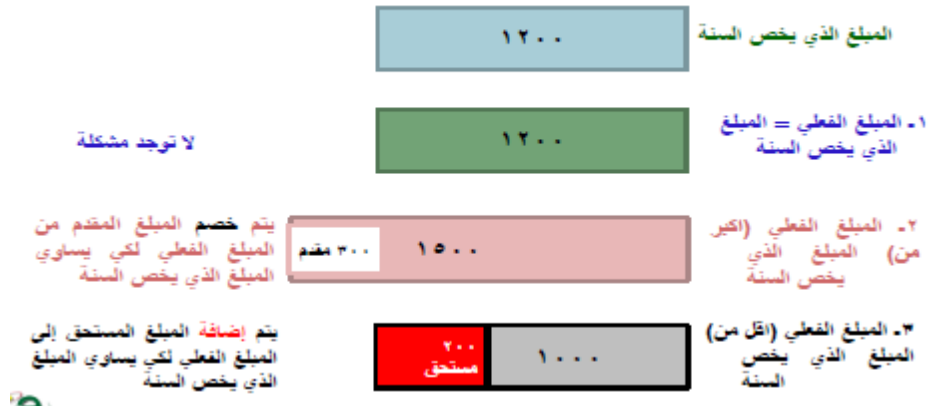 المبلغ الذي يخص السنة
١٢٠٠
١ـ المبلغ الفعلي = المبلغ
الذي يخص السنة
١٢٠٠
لا توجد مشكلة
٢ـ المبلغ الفعلي (اكبر
من) المبلغ الذي
يخص السنة
١٥٠٠
٣٠٠ مقدم
يتم خصم المبلغ المقدم من
المبلغ الفعلي لكي يساوي
المبلغ الذي يخص السنة
٣ـ المبلغ الفعلي (اقل من)
المبلغ الذي يخص
السنة
١٠٠٠
٢٠٠
مستحق
يتم إضافة المبلغ المستحق إلى
المبلغ الفعلي لكي يساوي المبلغ
الذي يخص السنة